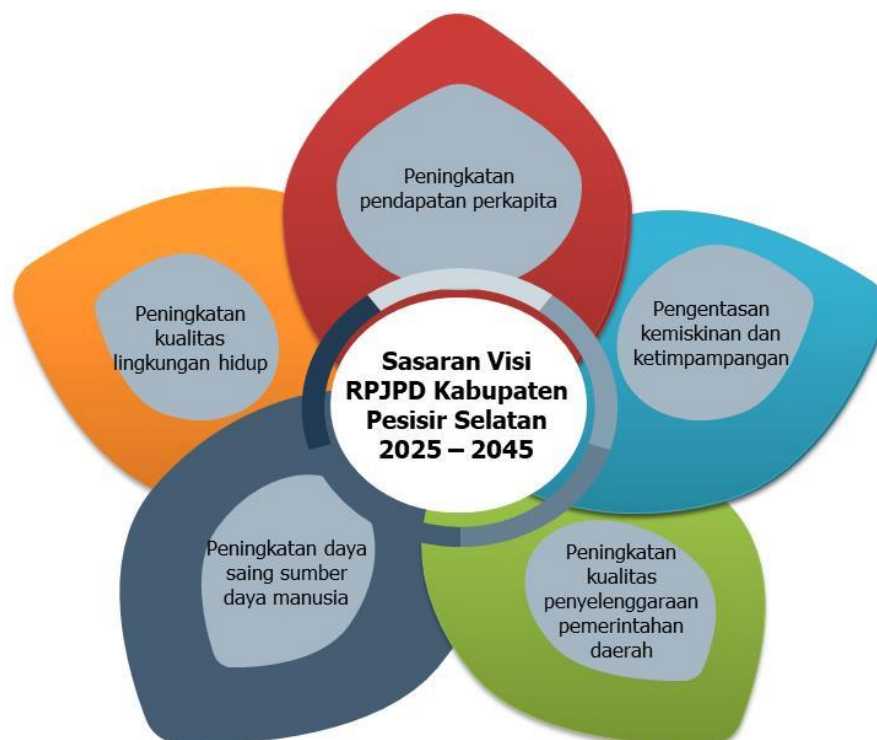 Peningkatan
pendapatan perkapita
Pengentasan
kemiskinan dan
ketimpampangan
Peningkatan
kualitas
penyelenggaraan
pemerintahan
daerah
Peningkatan daya
saing sumber
daya manusia
Peningkatan
kualitas
lingkungan hidup
Sasaran Visi
RPJPD Kabupaten
Pesisir Selatan
2025 – 2045